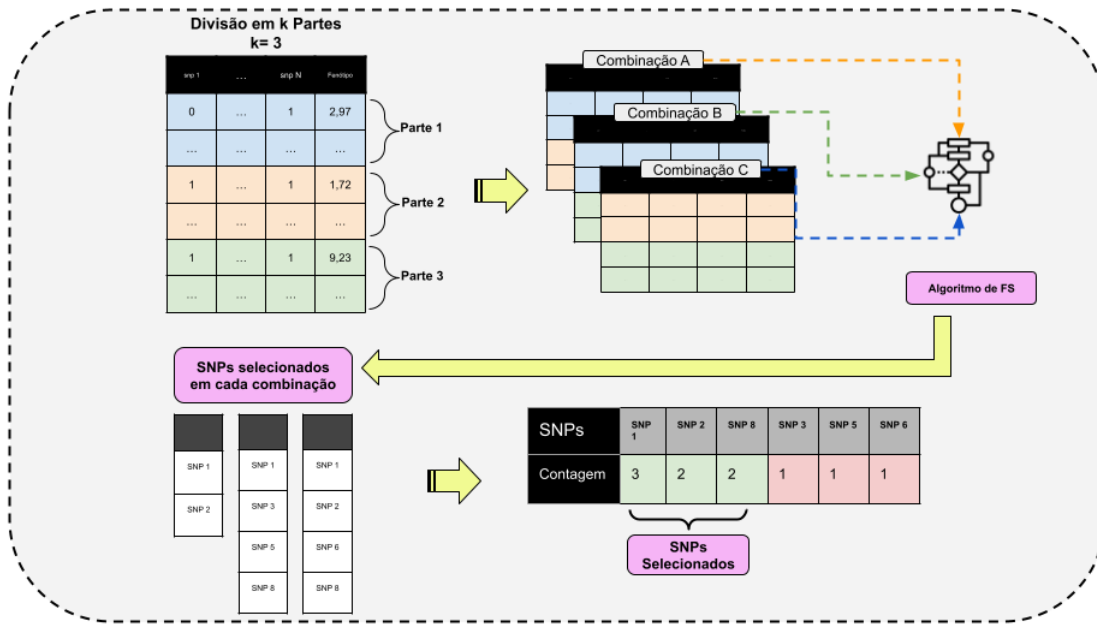 Divisão em k Partes
k= 3
snp 1 … snp N Fenótipo
0 … 1 2,97
… … … …
Parte 1
1 … 1 1,72
… … … …
Parte 2
1 … 1 9,23
… … … …
Parte 3
Combinação A
Combinação B
Combinação C
Algoritmo de FS
SNPs selecionados
em cada combinação
SNP 1
SNP 2
SNP 1
SNP 3
SNP 5
SNP 8
SNP 1
SNP 2
SNP 6
SNP 8
SNPs SNP 1 SNP 2 SNP 8 SNP 3 SNP 5 SNP 6
Contagem 3 2 2 1 1 1
SNPs
Selecionados